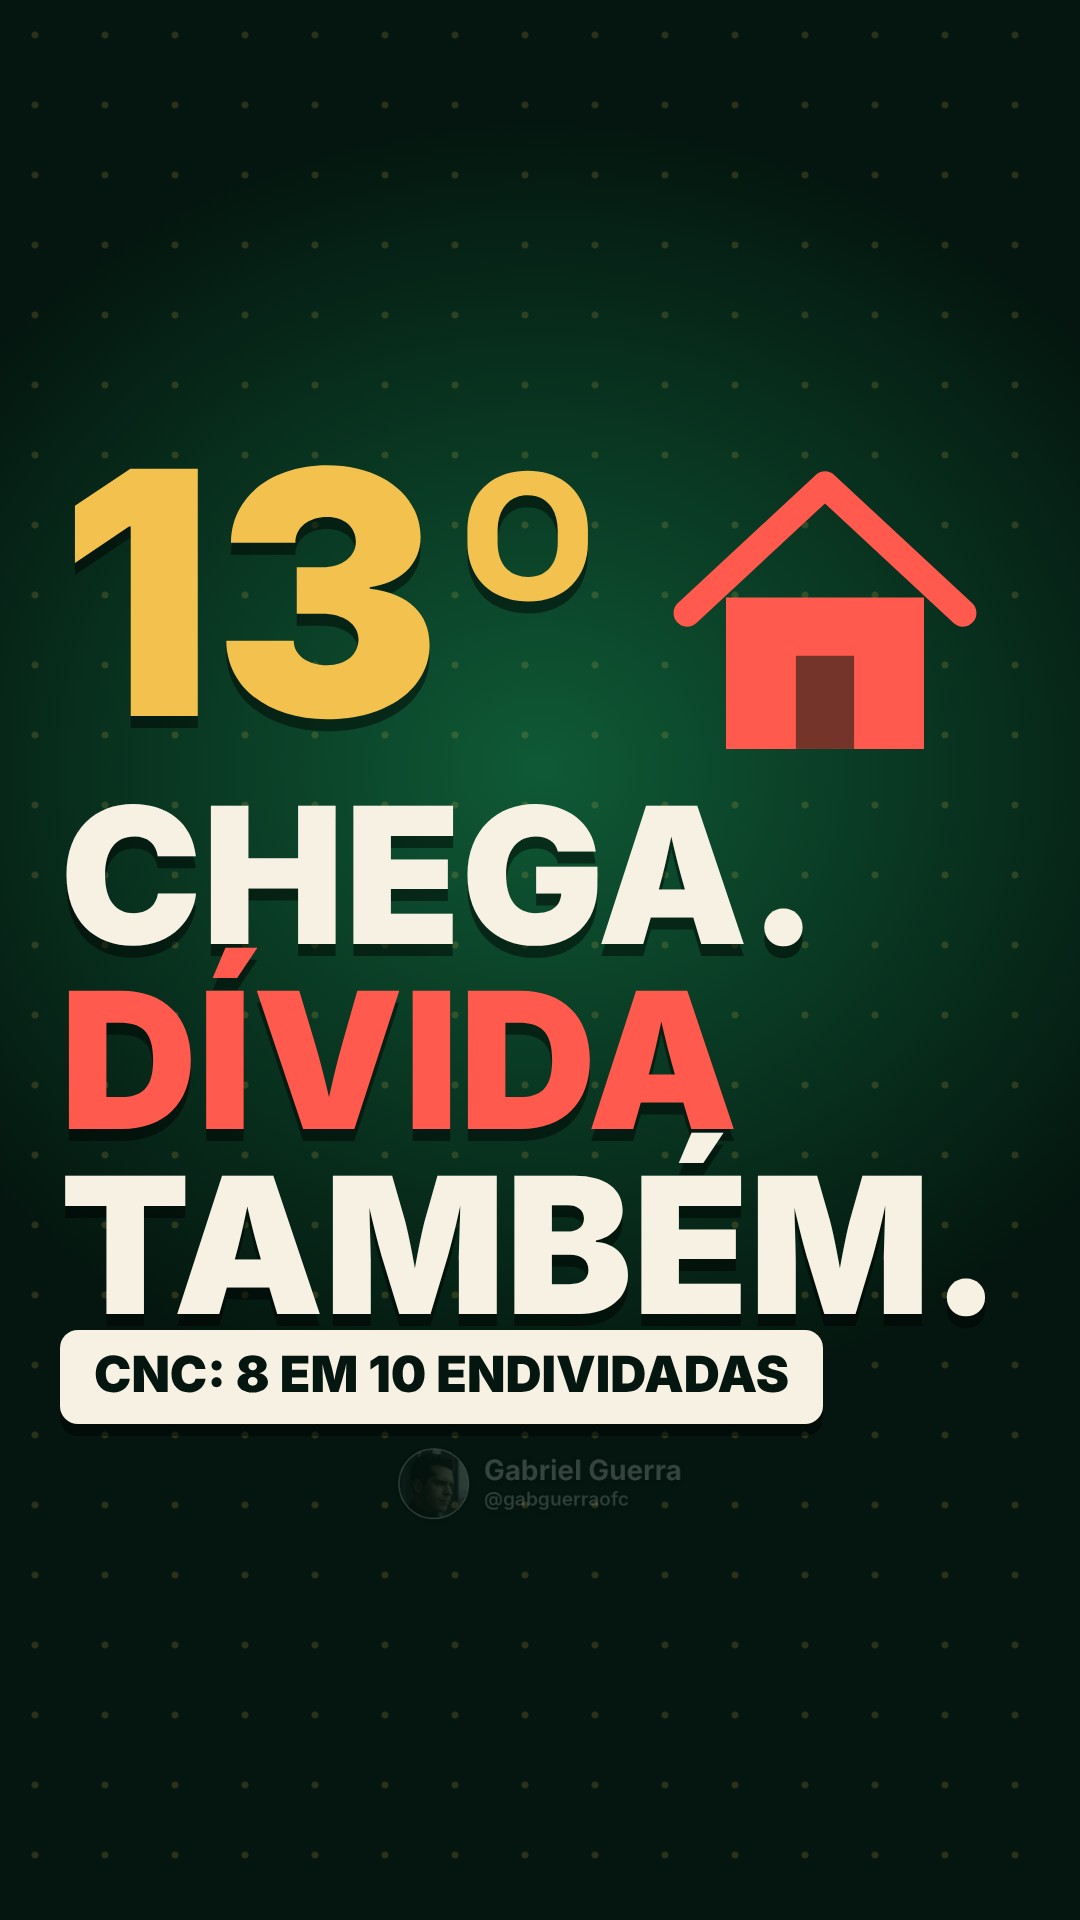 13º
CHEGA.
DÍVIDA
TAMBÉM.
CNC: 8 EM 10 ENDIVIDADAS
Gabriel Guerra
@gabguerraofc